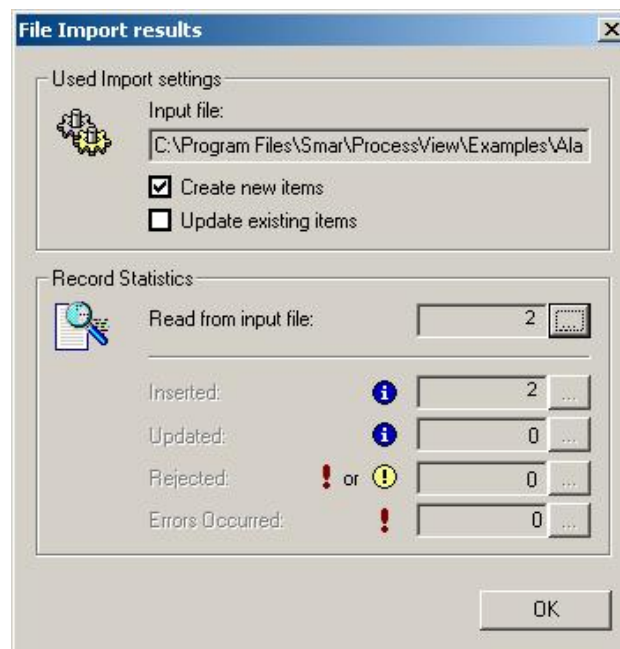 File Import results
Used Import settings
Input file:
C:\Program Files\Smar\ProcessView\Examples\Ala
Create new items
Update existing items
Record Statistics
Read from input file: 2 ...
Inserted: 2 ...
Updated: 0 ...
Rejected: ! or ! 0 ...
Errors Occurred: ! 0 ...
OK